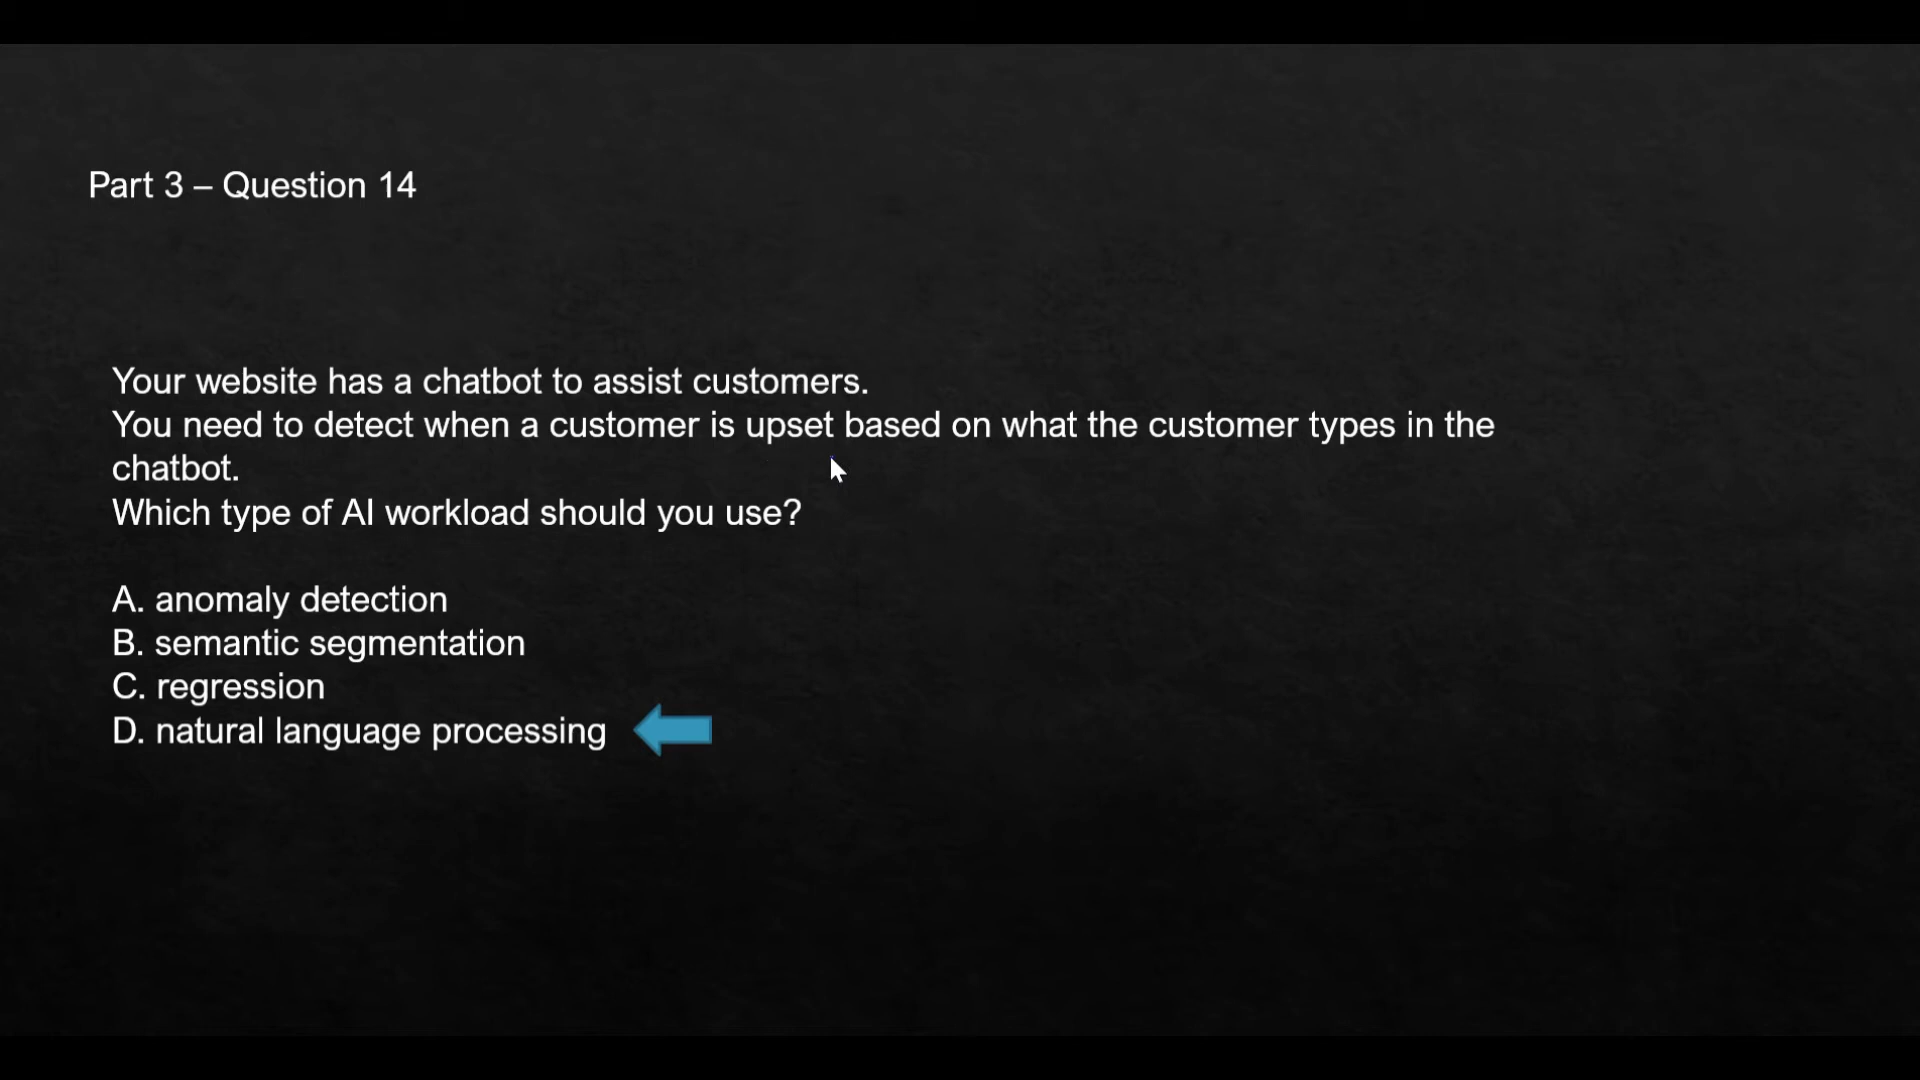 Part 3 – Question 14
Your website has a chatbot to assist customers.
You need to detect when a customer is upset based on what the customer types in the
chatbot.
Which type of AI workload should you use?
A. anomaly detection
B. semantic segmentation
C. regression
D. natural language processing